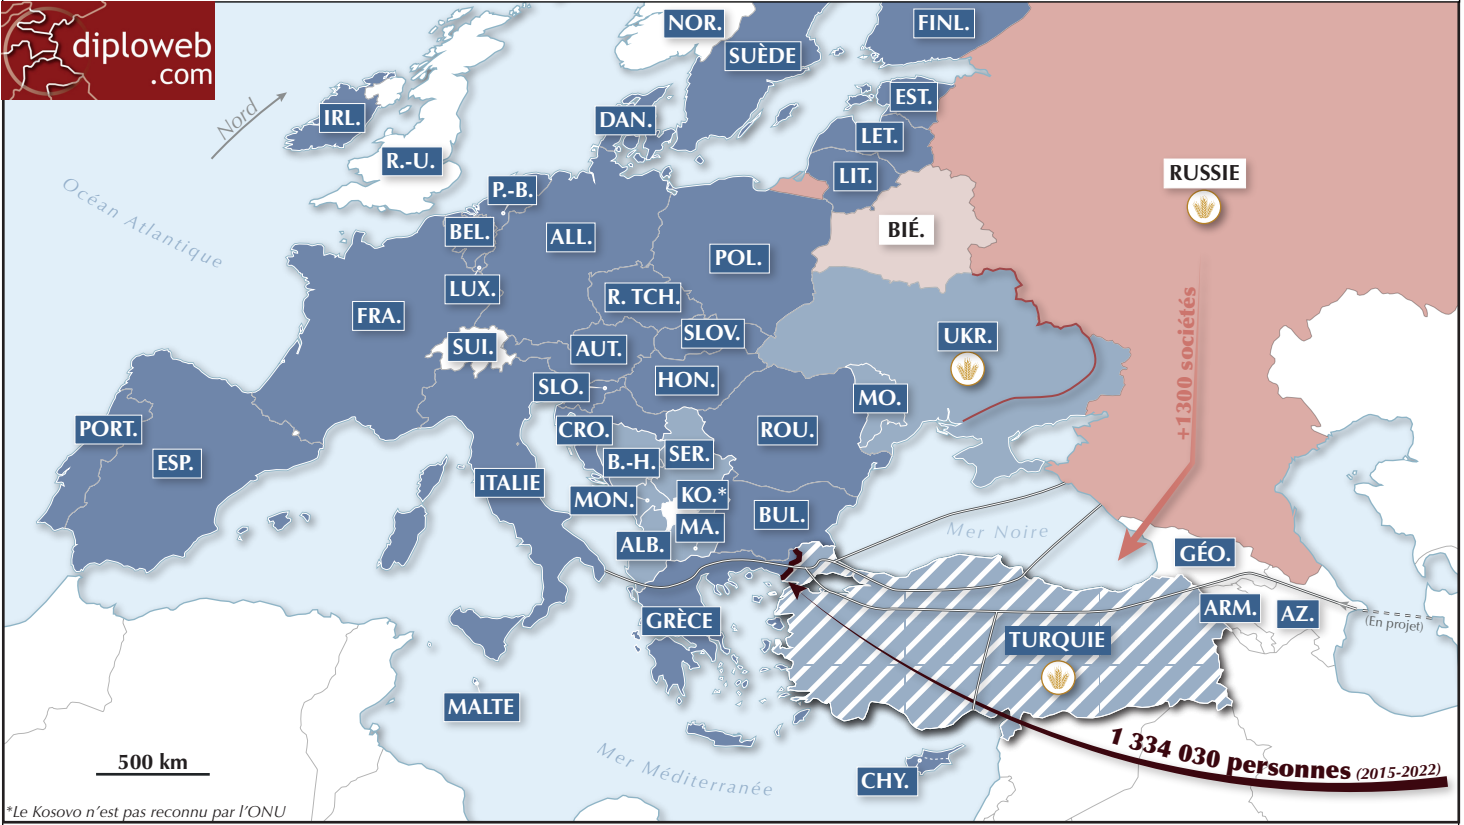 diploweb
.com
Nord
Océan Atlantique
NOR.
SUÈDE
FINL.
IRL.
R.-U.
DAN.
EST.
LET.
LIT.
P.-B.
BEL.
ALL.
LUX.
POL.
BIÉ.
RUSSIE
FRA.
R. TCH.
SLOV.
UKR.
SUI.
AUT.
SLO.
HON.
MO.
+1300 sociétés
PORT.
ESP.
CRO.
ROU.
B.-H.
SER.
ITALIE
MON.
KO.*
BUL.
MA.
ALB.
Mer Noire
GÉO.
ARM.
AZ.
(En projet)
GRÈCE
TURQUIE
MALTE
Mer Méditerranée
CHY.
1 334 030 personnes (2015-2022)
500 km
*Le Kosovo n'est pas reconnu par l'ONU